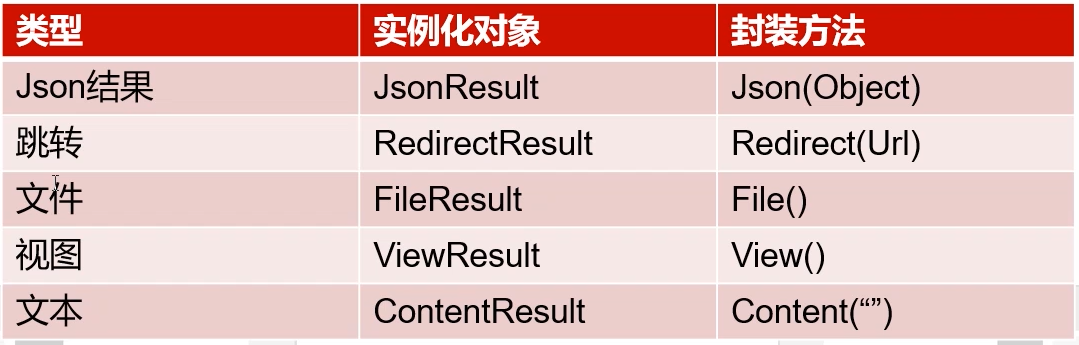 类型 实例化对象 封装方法
Json结果 JsonResult Json(Object)
跳转 RedirectResult Redirect(Url)
文件 FileResult File()
视图 ViewResult View()
文本 ContentResult Content(“”)